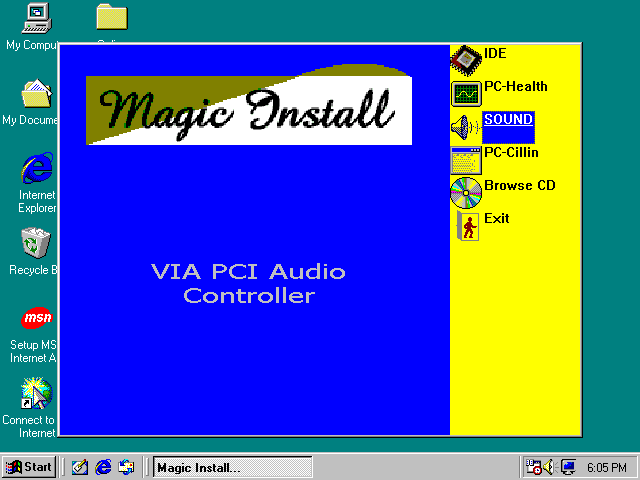 My Compu
My Docume
Internet
Explorer
Recycle B
msn
Setup MS
Internet A
Connect to
Internet
Magic Install
VIA PCI Audio
Controller
IDE
PC-Health
SOUND
PC-Cillin
Browse CD
Exit
Start
Magic Install...
6:05 PM